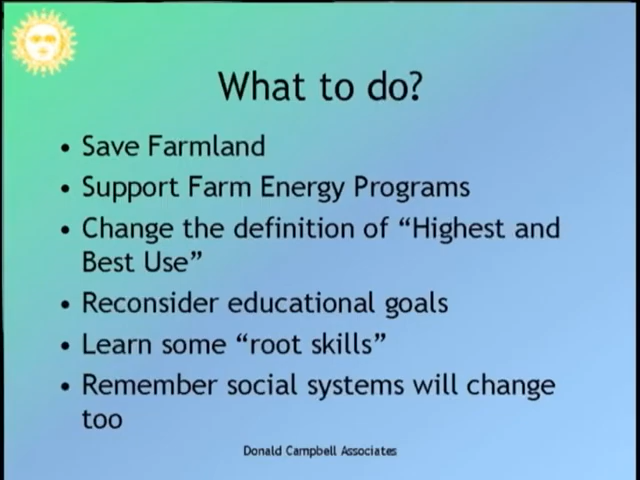 What to do?
• Save Farmland
• Support Farm Energy Programs
• Change the definition of “Highest and
Best Use”
• Reconsider educational goals
• Learn some “root skills”
• Remember social systems will change
too
Donald Campbell Associates